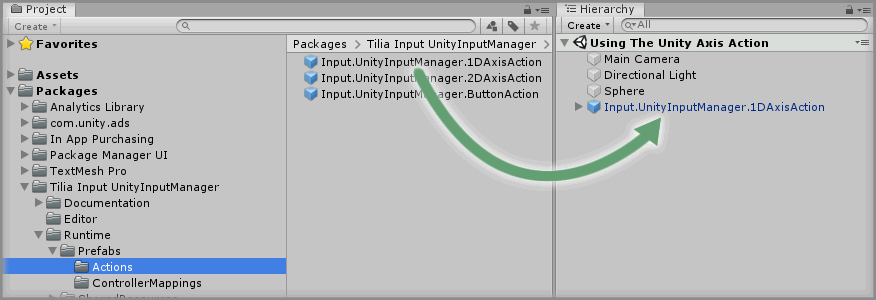 Project
Create
Favorites
Assets
Packages
Analytics Library
com.unity.ads
In App Purchasing
Package Manager UI
TextMesh Pro
Tilia Input UnityInputManager
Documentation
Editor
Runtime
Prefabs
Actions
ControllerMappings
SharedResources
Packages > Tilia Input UnityInputManager >
Input.UnityInputManager.1DAxisAction
Input.UnityInputManager.2DAxisAction
Input.UnityInputManager.ButtonAction
Hierarchy
Create
All
Using The Unity Axis Action
Main Camera
Directional Light
Sphere
Input.UnityInputManager.1DAxisAction